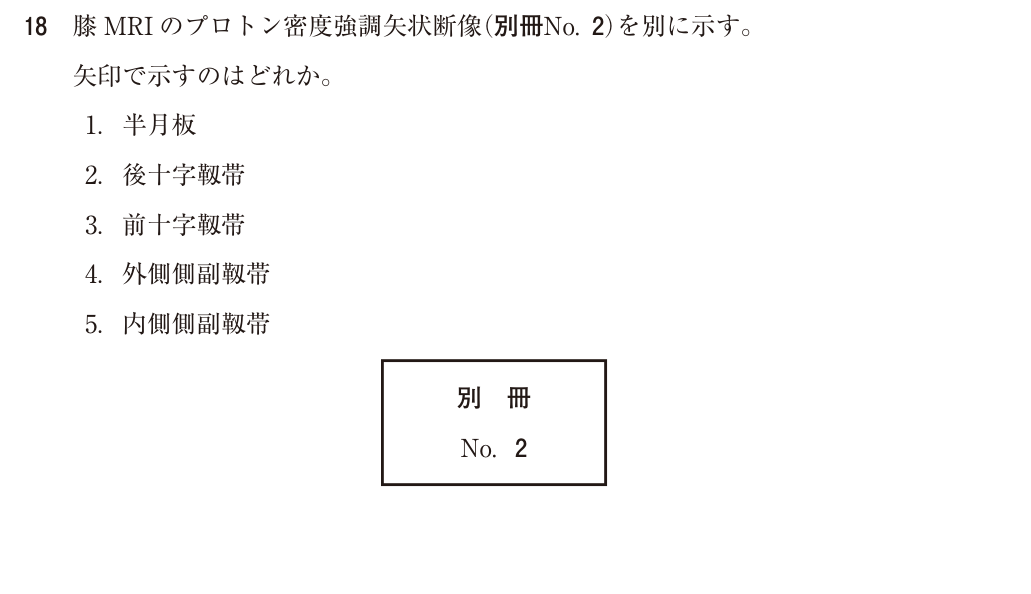 18 膝 MRI のプロトン密度強調矢状断像(別冊No. 2)を別に示す。
矢印で示すのはどれか。
1. 半月板
2. 後十字靱帯
3. 前十字靱帯
4. 外側側副靱帯
5. 内側側副靱帯
別 冊
No. 2